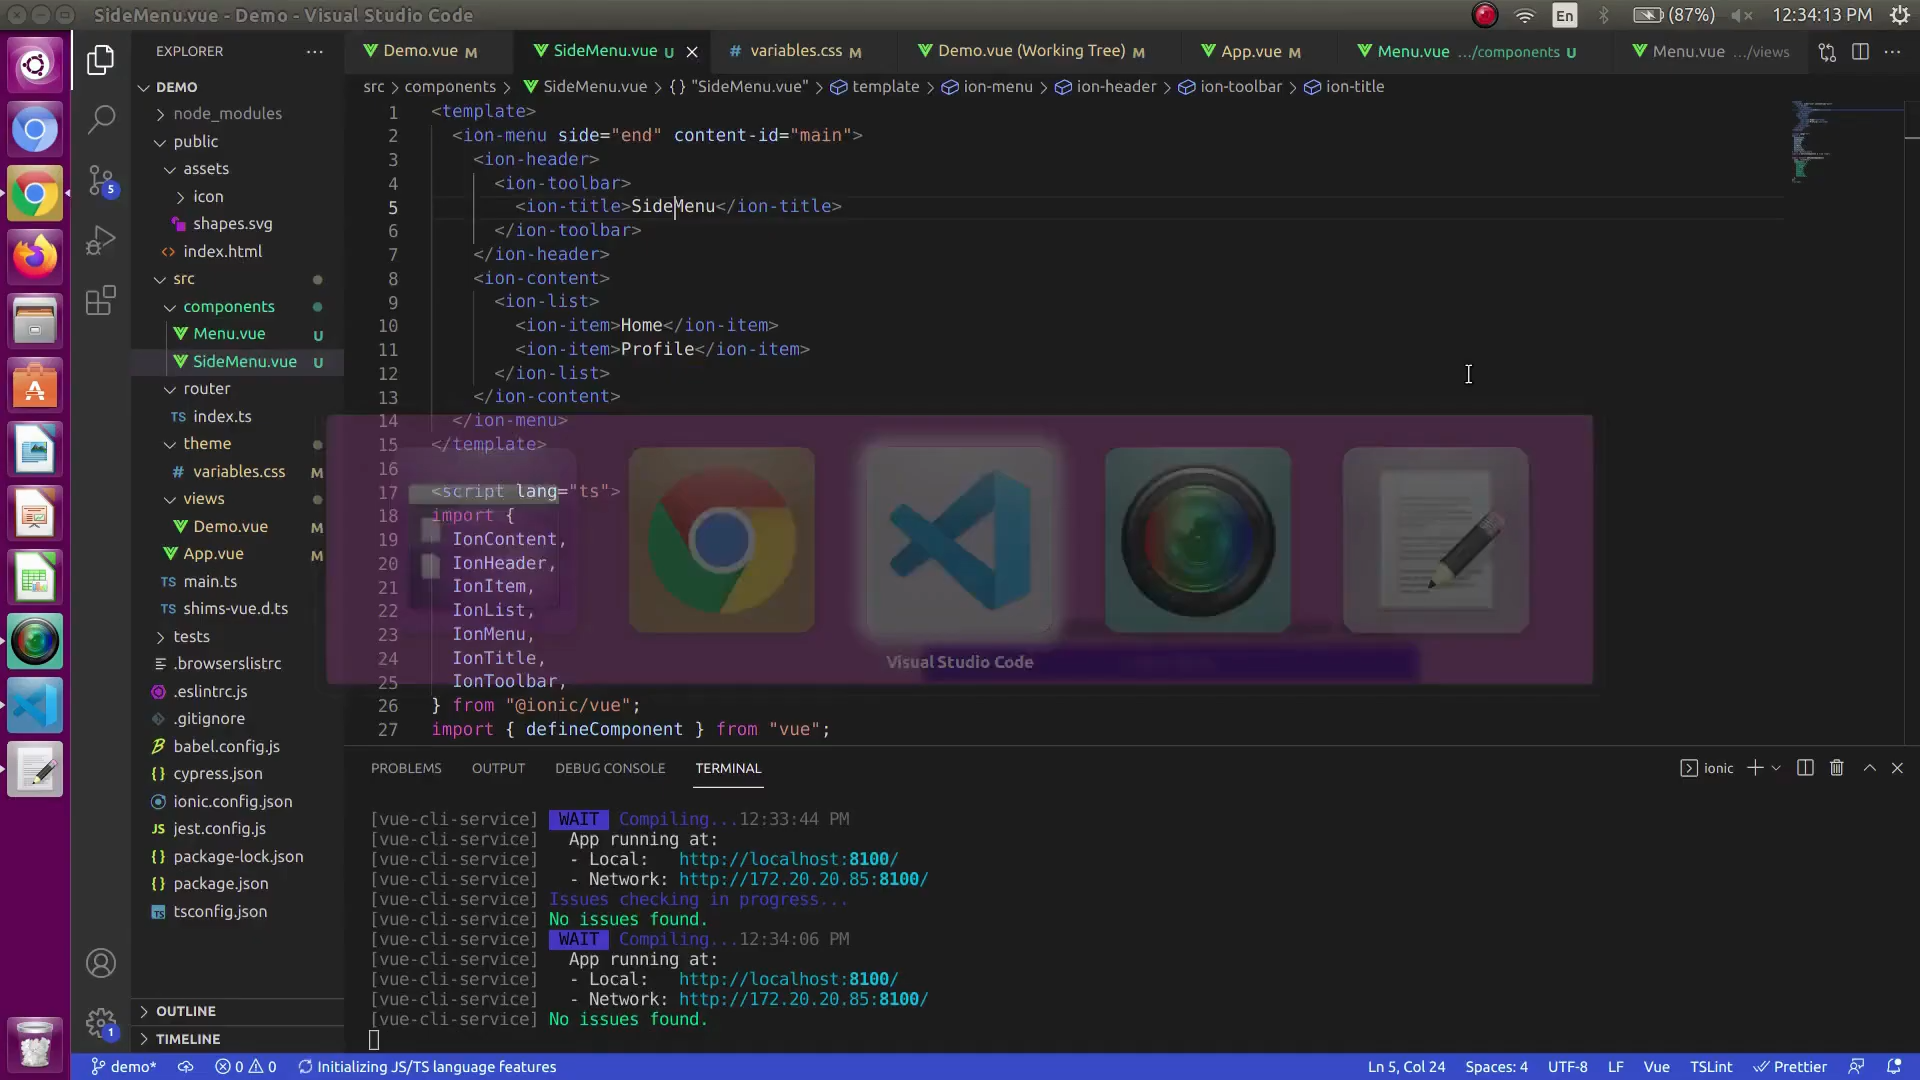 SideMenu.vue - Demo - Visual Studio Code
En
(87%)
12:34:13 PM
EXPLORER
Demo.vue M
SideMenu.vue U
# variables.css M
Demo.vue (Working Tree) M
App.vue M
Menu.vue .../components U
Menu.vue .../views
src > components > SideMenu.vue > {} "SideMenu.vue" > template > ion-menu > ion-header > ion-toolbar > ion-title
DEMO
node_modules
public
assets
icon
shapes.svg
<> index.html
src
components
Menu.vue U
SideMenu.vue U
router
TS index.ts
theme
# variables.css M
views
Demo.vue M
App.vue M
TS main.ts
TS shims-vue.d.ts
tests
.browserslistrc
.eslintrc.js
.gitignore
babel.config.js
{} cypress.json
ionic.config.json
JS jest.config.js
{} package-lock.json
{} package.json
TS tsconfig.json
OUTLINE
TIMELINE
5
1
1 <template>
2 <ion-menu side="end" content-id="main">
3 <ion-header>
4 <ion-toolbar>
5 <ion-title>SideMenu</ion-title>
6 </ion-toolbar>
7 </ion-header>
8 <ion-content>
9 <ion-list>
10 <ion-item>Home</ion-item>
11 <ion-item>Profile</ion-item>
12 </ion-list>
13 </ion-content>
14 </ion-menu>
15 </template>
16
17 <script lang="ts">
18 import {
19 IonContent,
20 IonHeader,
21 IonItem,
22 IonList,
23 IonMenu,
24 IonTitle,
25 IonToolbar,
26 } from "@ionic/vue";
27 import { defineComponent } from "vue";
Visual Studio Code
PROBLEMS OUTPUT DEBUG CONSOLE TERMINAL
ionic
[vue-cli-service] WAIT Compiling...12:33:44 PM
[vue-cli-service] App running at:
[vue-cli-service] - Local: http://localhost:8100/
[vue-cli-service] - Network: http://172.20.20.85:8100/
[vue-cli-service] Issues checking in progress...
[vue-cli-service] No issues found.
[vue-cli-service] WAIT Compiling...12:34:06 PM
[vue-cli-service] App running at:
[vue-cli-service] - Local: http://localhost:8100/
[vue-cli-service] - Network: http://172.20.20.85:8100/
[vue-cli-service] No issues found.
demo*
0 0
Initializing JS/TS language features
Ln 5, Col 24
Spaces: 4
UTF-8
LF
Vue
TSLint
Prettier